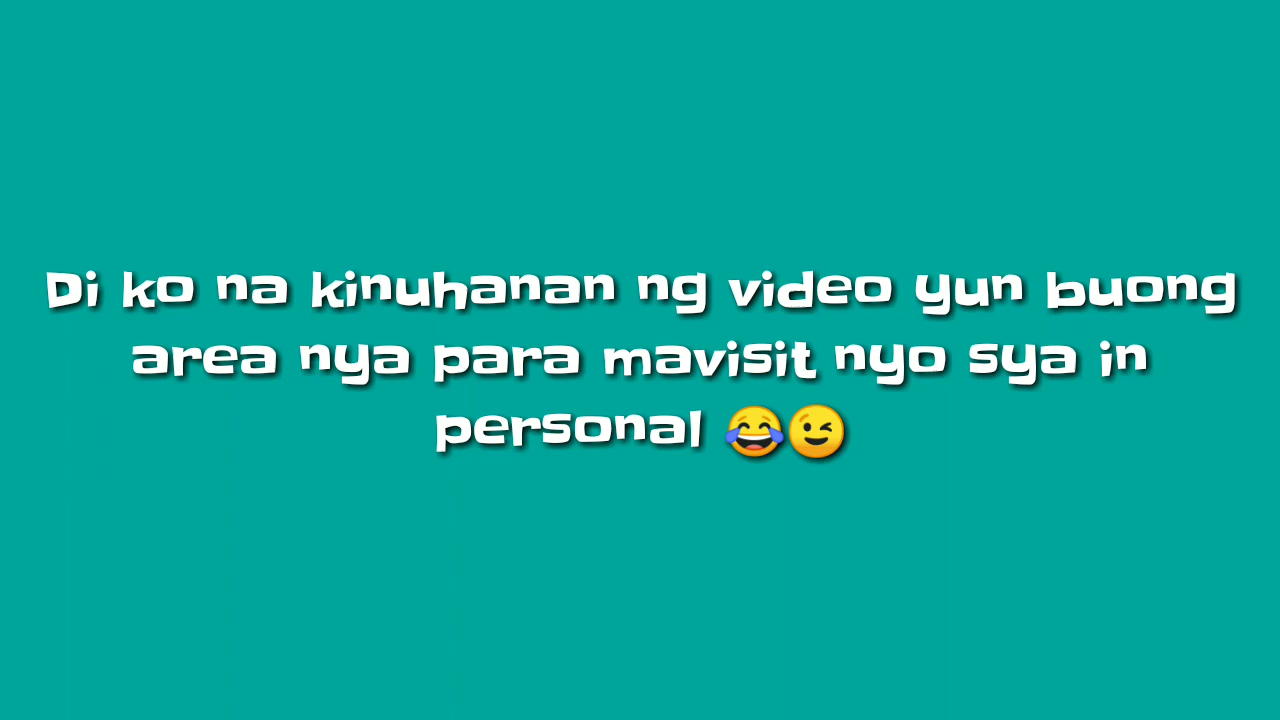 Di ko na kinuhanan ng video yun buong
area nya para mavisit nyo sya in
personal 😂😉